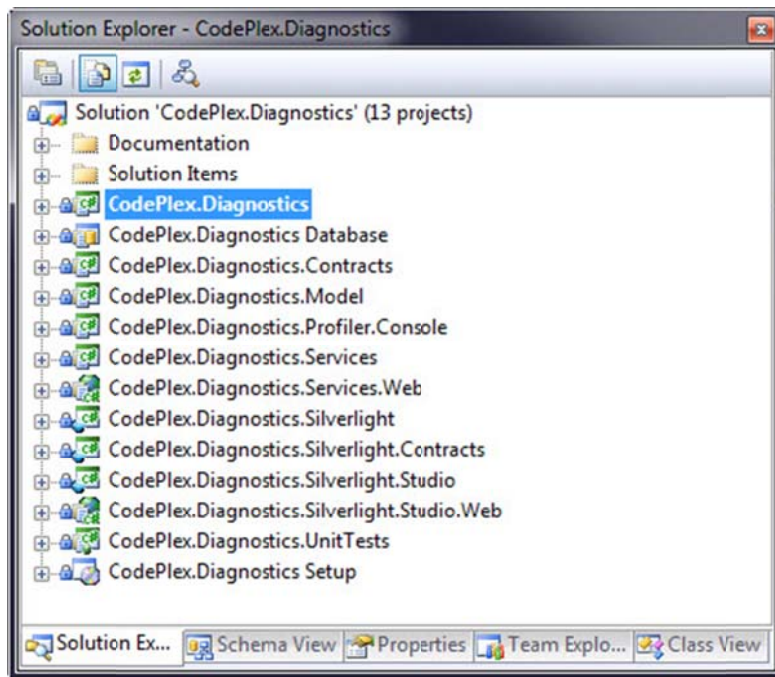 Solution Explorer - CodePlex.Diagnostics
Solution 'CodePlex.Diagnostics' (13 projects)
Documentation
Solution Items
CodePlex.Diagnostics
CodePlex.Diagnostics Database
CodePlex.Diagnostics.Contracts
CodePlex.Diagnostics.Model
CodePlex.Diagnostics.Profiler.Console
CodePlex.Diagnostics.Services
CodePlex.Diagnostics.Services.Web
CodePlex.Diagnostics.Silverlight
CodePlex.Diagnostics.Silverlight.Contracts
CodePlex.Diagnostics.Silverlight.Studio
CodePlex.Diagnostics.Silverlight.Studio.Web
CodePlex.Diagnostics.UnitTests
CodePlex.Diagnostics Setup
Solution Ex... Schema View Properties Team Explo... Class View